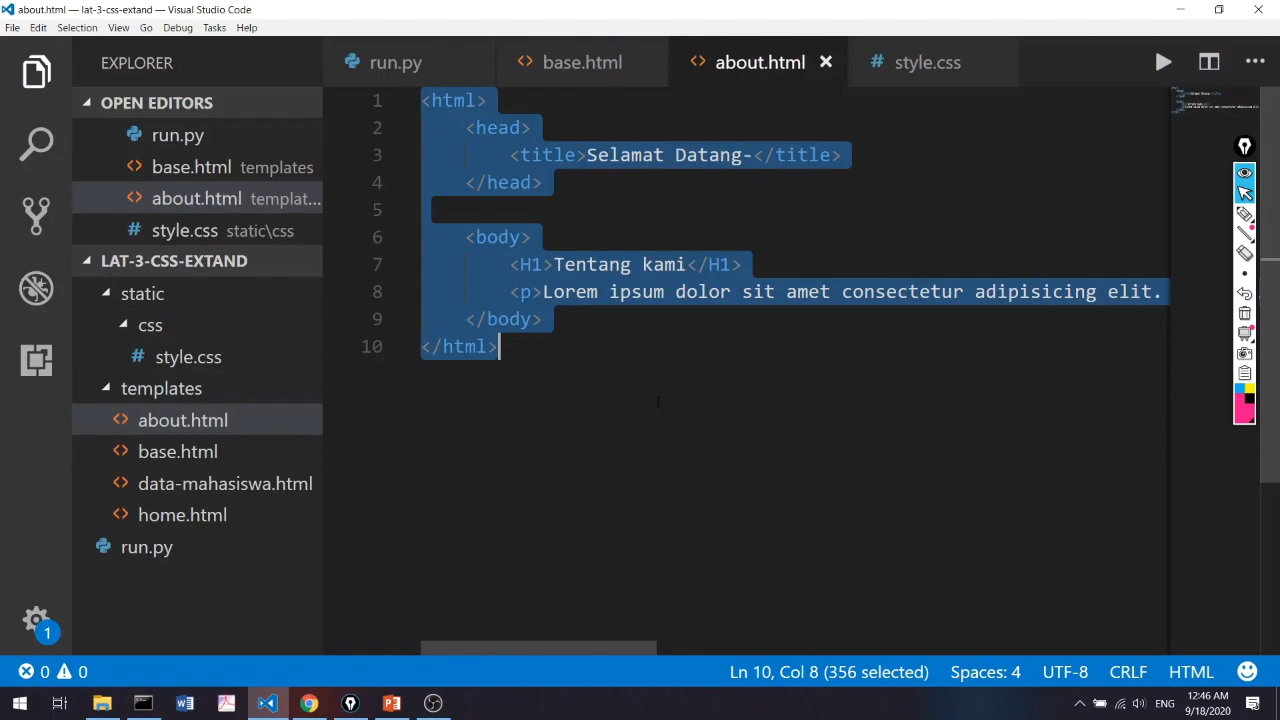 about.html — lat-3-css-extand — Visual Studio Code
File Edit Selection View Go Debug Tasks Help
EXPLORER
run.py base.html about.html style.css
OPEN EDITORS
run.py
base.html templates
about.html templat...
style.css static\css
LAT-3-CSS-EXTAND
static
css
style.css
templates
about.html
base.html
data-mahasiswa.html
home.html
run.py
1 <html>
2 <head>
3 <title>Selamat Datang-</title>
4 </head>
5
6 <body>
7 <H1>Tentang kami</H1>
8 <p>Lorem ipsum dolor sit amet consectetur adipisicing elit.
9 </body>
10 </html>
1
0 0 Ln 10, Col 8 (356 selected) Spaces: 4 UTF-8 CRLF HTML
ENG 12:46 AM
9/18/2020